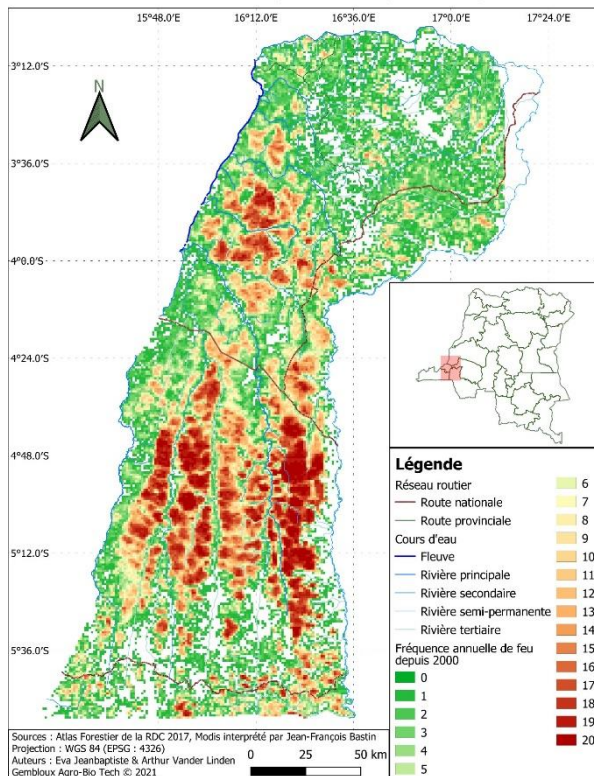 15°48.0'E 16°12.0'E 16°36.0'E 17°0.0'E 17°24.0'E
3°12.0'S
N
3°36.0'S
4°0.0'S
4°24.0'S
4°48.0'S
5°12.0'S
5°36.0'S
Légende
Réseau routier
Route nationale
Route provinciale
Cours d'eau
Fleuve
Rivière principale
Rivière secondaire
Rivière semi-permanente
Rivière tertiaire
Fréquence annuelle de feu
depuis 2000
0
1
2
3
4
5
6
7
8
9
10
11
12
13
14
15
16
17
18
19
20
Sources : Atlas Forestier de la RDC 2017, Modis interprété par Jean-François Bastin
Projection : WGS 84 (EPSG : 4326)
Auteurs : Eva Jeanbaptiste & Arthur Vander Linden
Gembloux Agro-Bio Tech © 2021
0 25 50 km